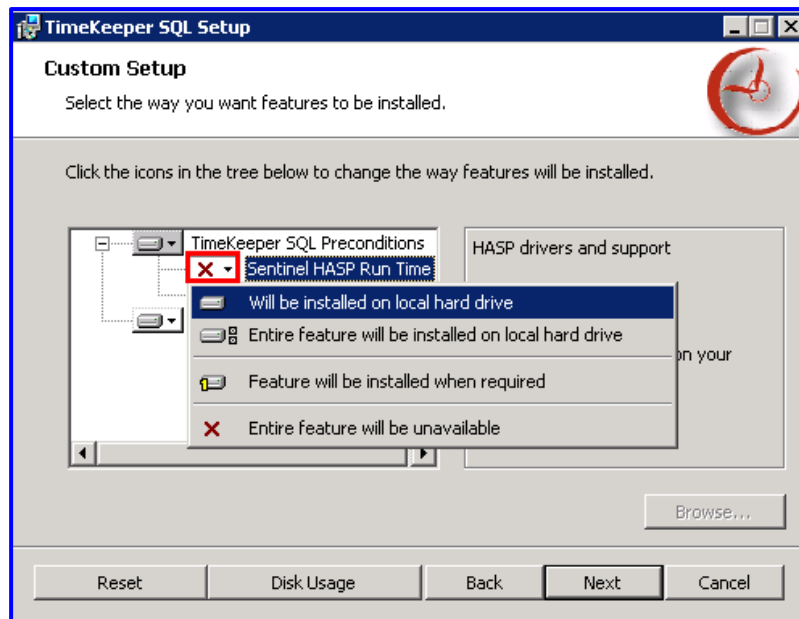 TimeKeeper SQL Setup
Custom Setup
Select the way you want features to be installed.
Click the icons in the tree below to change the way features will be installed.
TimeKeeper SQL Preconditions
Sentinel HASP Run Time
HASP drivers and support
Will be installed on local hard drive
Entire feature will be installed on local hard drive
on your
Feature will be installed when required
Entire feature will be unavailable
Browse...
Reset
Disk Usage
Back
Next
Cancel